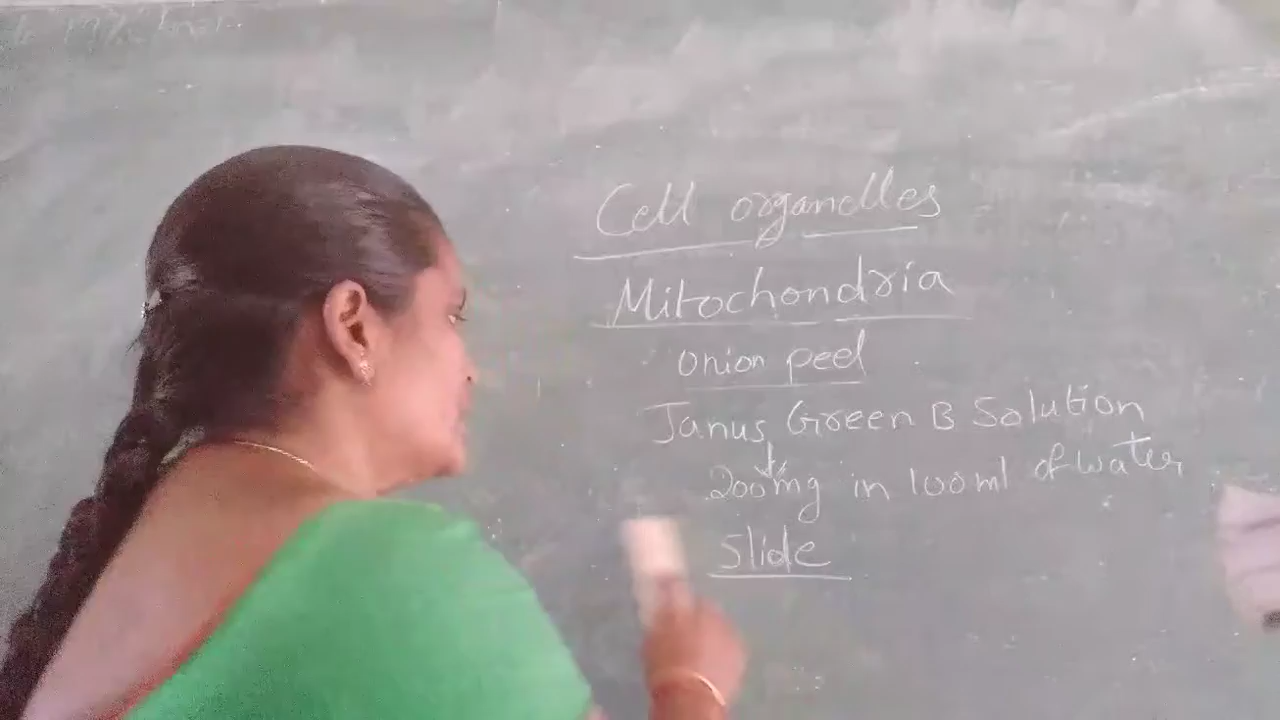 Cell organelles
Mitochondria
onion peel
Janus Green B Solution
200mg in 100ml of water
Slide